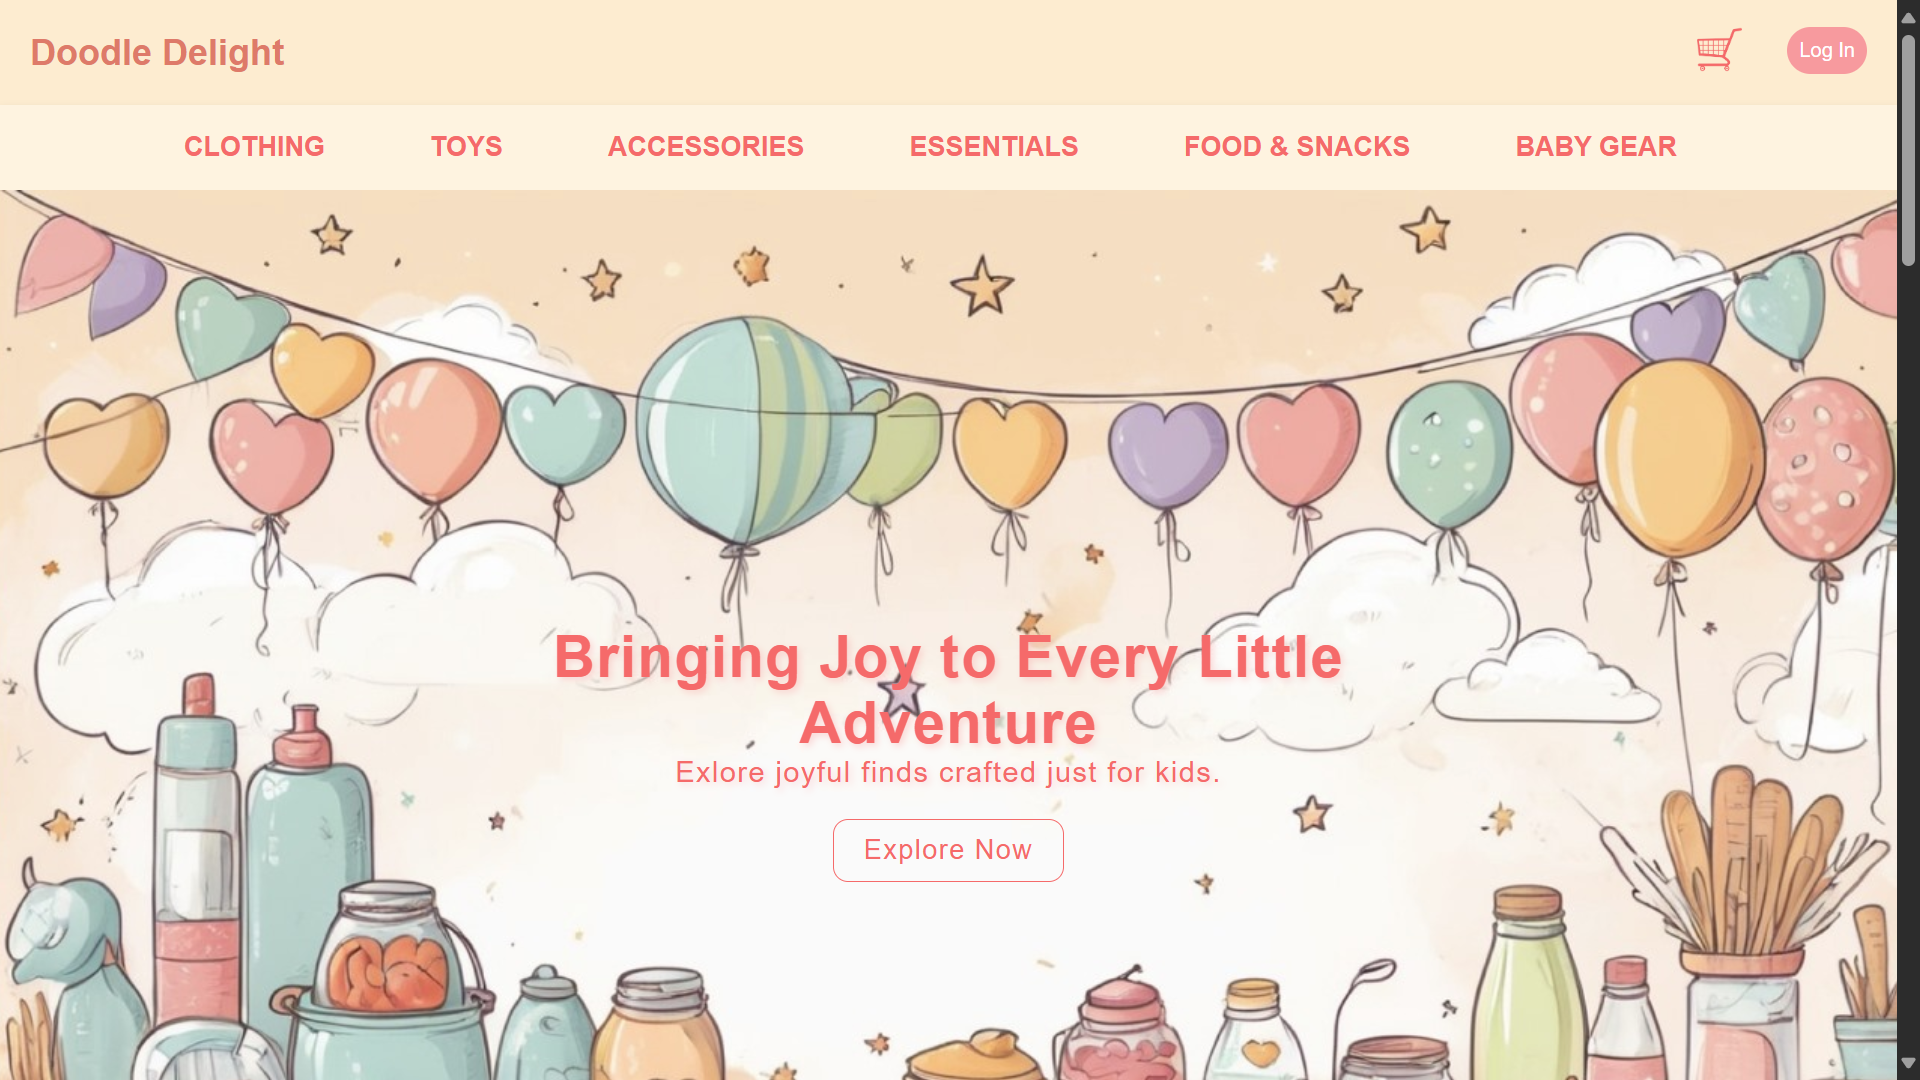 Doodle Delight
Log In
CLOTHING TOYS ACCESSORIES ESSENTIALS FOOD & SNACKS BABY GEAR
Bringing Joy to Every Little
Adventure
Exlore joyful finds crafted just for kids.
Explore Now